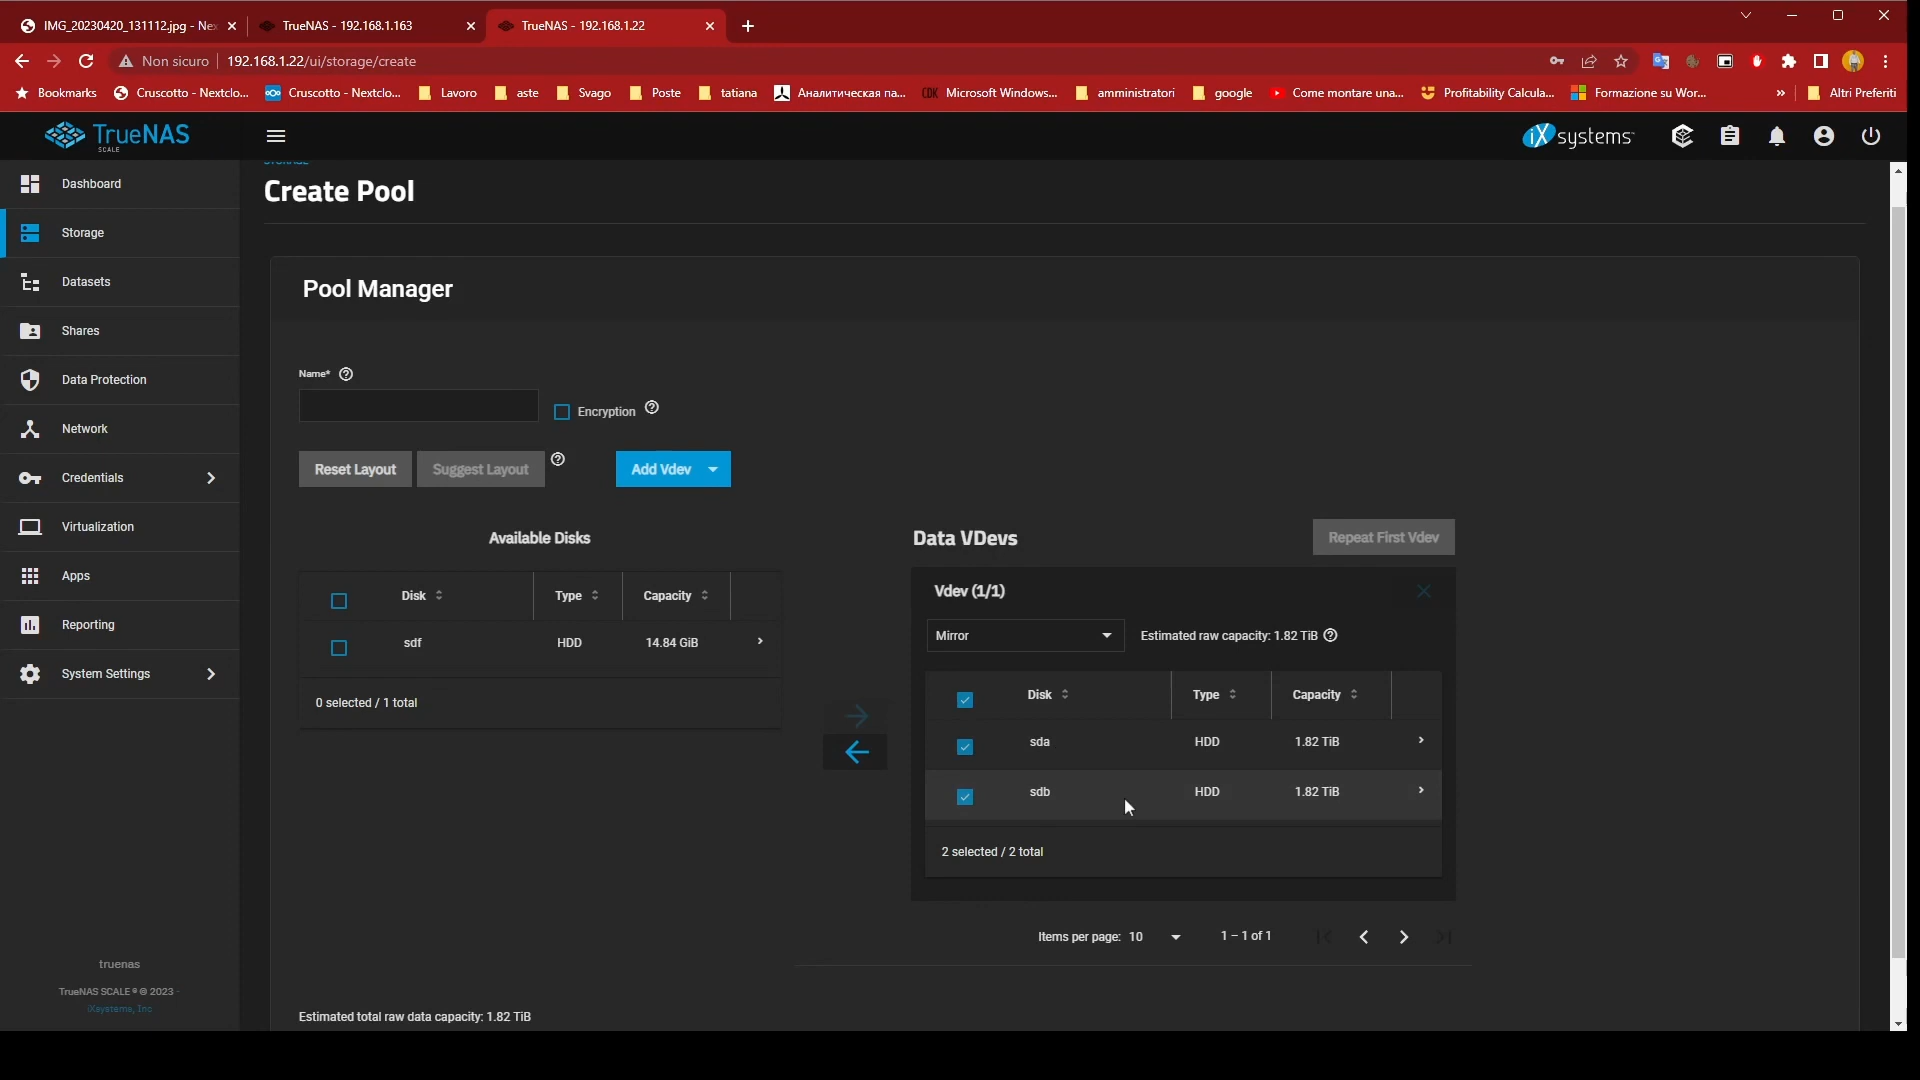 IMG_20230420_131112.jpg - Nex
TrueNAS - 192.168.1.163
TrueNAS - 192.168.1.22
Non sicuro
192.168.1.22/ui/storage/create
Bookmarks
Cruscotto - Nextclo...
Cruscotto - Nextclo...
Lavoro
aste
Svago
Poste
tatiana
Аналитическая па...
CDK
Microsoft Windows...
amministratori
google
Come montare una...
Profitability Calcula...
Formazione su Wor...
»
Altri Preferiti
TrueNAS
SCALE
iXsystems
STORAGE
Create Pool
Dashboard
Storage
Datasets
Shares
Data Protection
Network
Credentials
Virtualization
Apps
Reporting
System Settings
truenas
TrueNAS SCALE ® © 2023 -
iXsystems, Inc
Pool Manager
Name*
Encryption
Reset Layout
Suggest Layout
Add Vdev
Available Disks
Disk Type Capacity
sdf HDD 14.84 GiB
0 selected / 1 total
Data VDevs
Repeat First Vdev
Vdev (1/1)
Mirror
Estimated raw capacity: 1.82 TiB
Disk Type Capacity
sda HDD 1.82 TiB
sdb HDD 1.82 TiB
2 selected / 2 total
Items per page: 10
1 – 1 of 1
Estimated total raw data capacity: 1.82 TiB